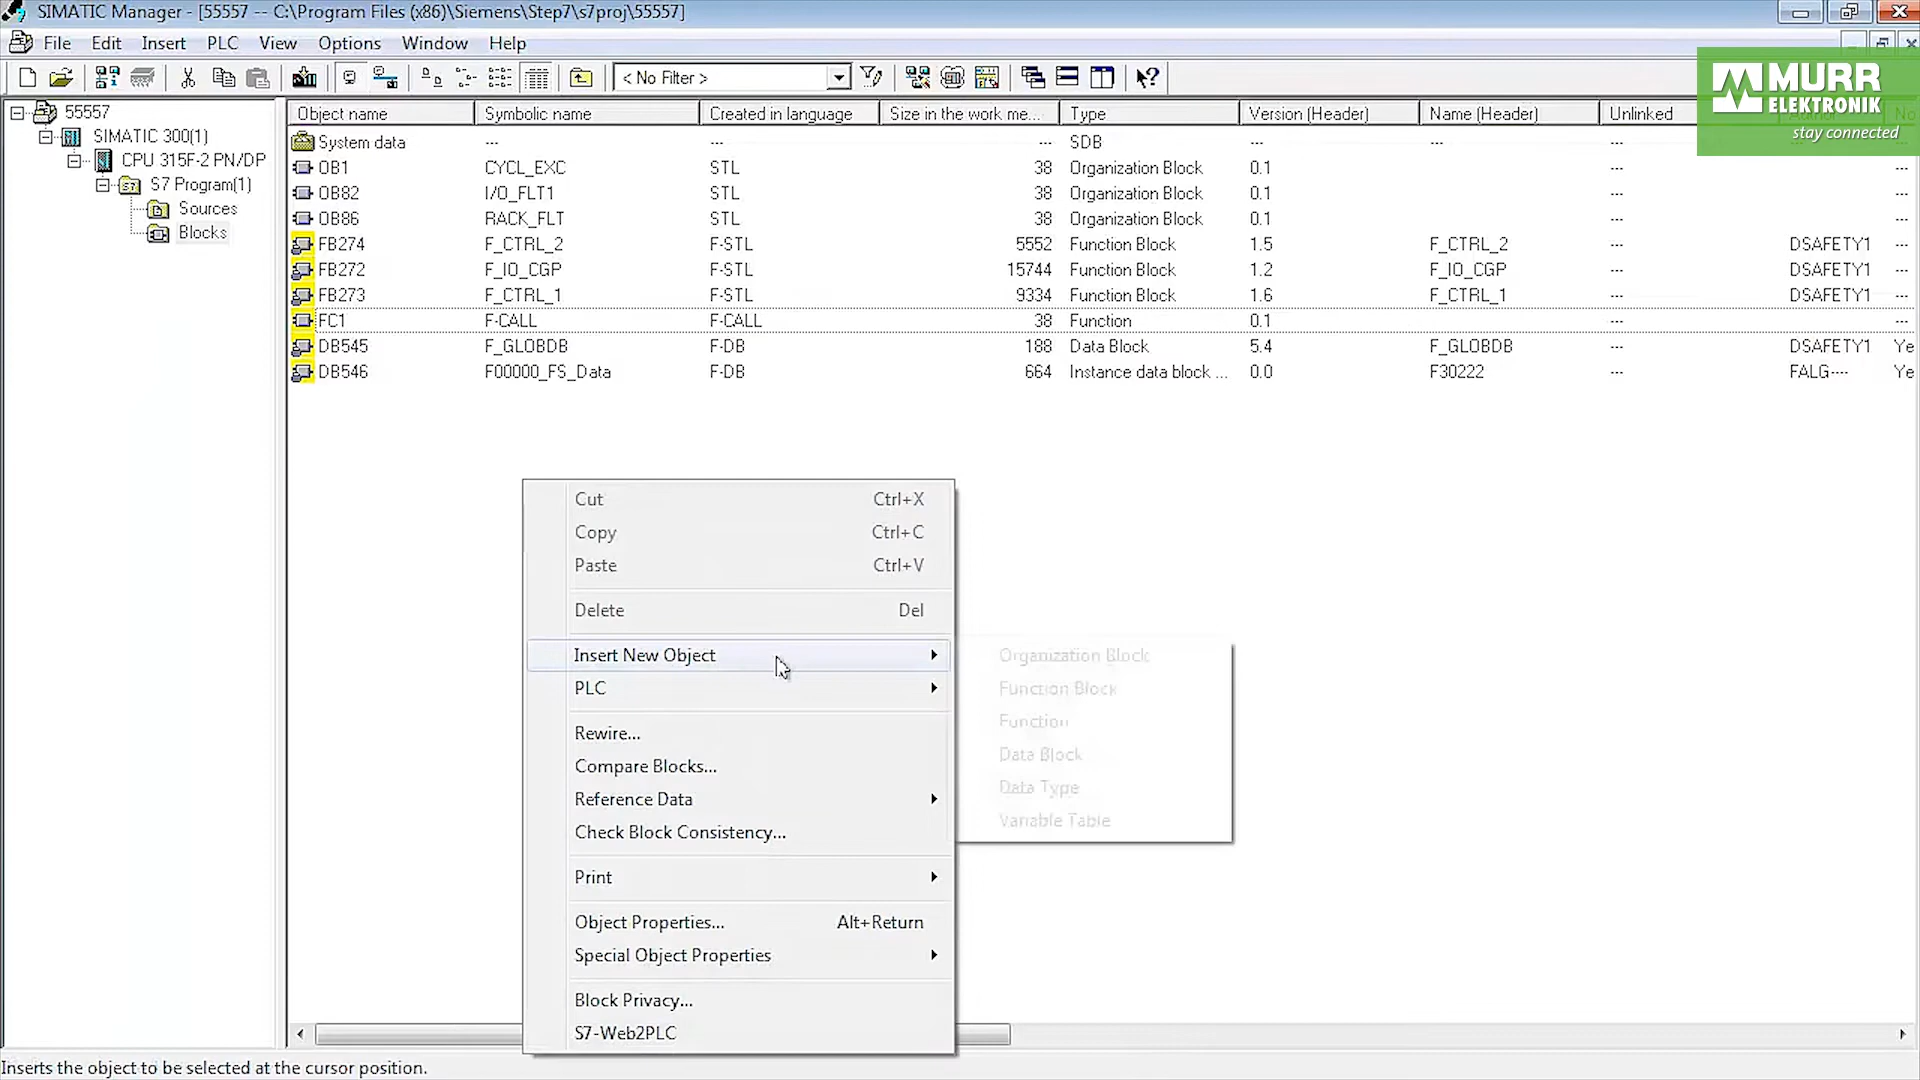 SIMATIC Manager - [55557 -- C:\Program Files (x86)\Siemens\Step7\s7proj\55557]
File Edit Insert PLC View Options Window Help
< No Filter >
MURR
ELEKTRONIK
stay connected
55557
SIMATIC 300(1)
CPU 315F-2 PN/DP
S7 Program(1)
Sources
Blocks
Object name Symbolic name Created in language Size in the work me... Type Version (Header) Name (Header) Unlinked
System data --- --- --- SDB --- --- ---
OB1 CYCL_EXC STL 38 Organization Block 0.1 --- ---
OB82 I/O_FLT1 STL 38 Organization Block 0.1 --- ---
OB86 RACK_FLT STL 38 Organization Block 0.1 --- ---
FB274 F_CTRL_2 F-STL 5552 Function Block 1.5 F_CTRL_2 --- DSAFETY1 ---
FB272 F_IO_CGP F-STL 15744 Function Block 1.2 F_IO_CGP --- DSAFETY1 ---
FB273 F_CTRL_1 F-STL 9334 Function Block 1.6 F_CTRL_1 --- DSAFETY1 ---
FC1 F-CALL F-CALL 38 Function 0.1 --- ---
DB545 F_GLOBDB F-DB 188 Data Block 5.4 F_GLOBDB --- DSAFETY1 Ye
DB546 F00000_FS_Data F-DB 664 Instance data block ... 0.0 F30222 --- FALG---- Ye
Cut Ctrl+X
Copy Ctrl+C
Paste Ctrl+V
Delete Del
Insert New Object
PLC
Rewire...
Compare Blocks...
Reference Data
Check Block Consistency...
Print
Object Properties... Alt+Return
Special Object Properties
Block Privacy...
S7-Web2PLC
Organization Block
Function Block
Function
Data Block
Data Type
Variable Table
Inserts the object to be selected at the cursor position.